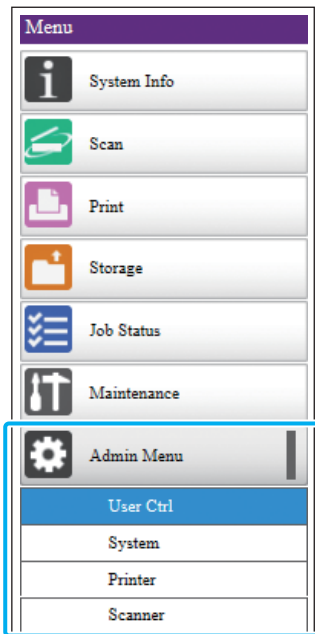 Menu
System Info
Scan
Print
Storage
Job Status
Maintenance
Admin Menu
User Ctrl
System
Printer
Scanner